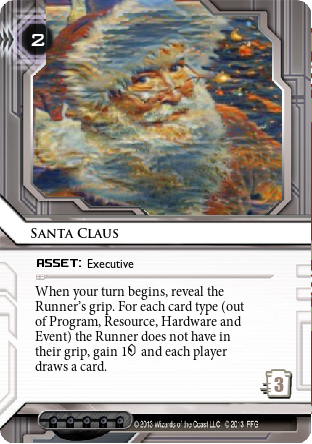 2
SANTA CLAUS
ASSET: Executive
When your turn begins, reveal the
Runner's grip. For each card type (out
of Program, Resource, Hardware and
Event) the Runner does not have in
their grip, gain 1 and each player
draws a card.
3
© 2013 Wizards of the Coast LLC. © 2013 FFG